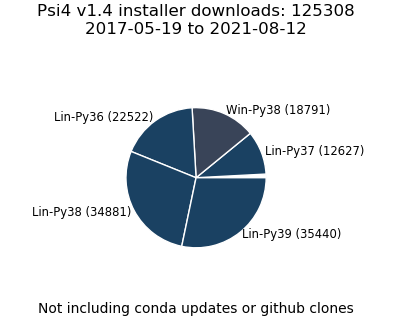 Psi4 v1.4 installer downloads: 125308
2017-05-19 to 2021-08-12
Win-Py38 (18791)
Lin-Py36 (22522)
Lin-Py37 (12627)
Lin-Py38 (34881)
Lin-Py39 (35440)
Not including conda updates or github clones